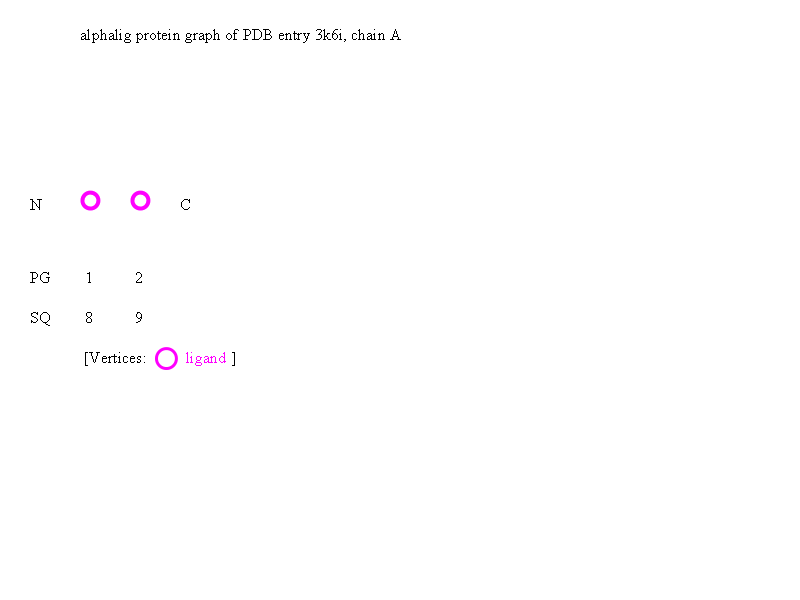 alphalig protein graph of PDB entry 3k6i, chain A
N C
PG 1 2
SQ 8 9
[Vertices: ligand ]